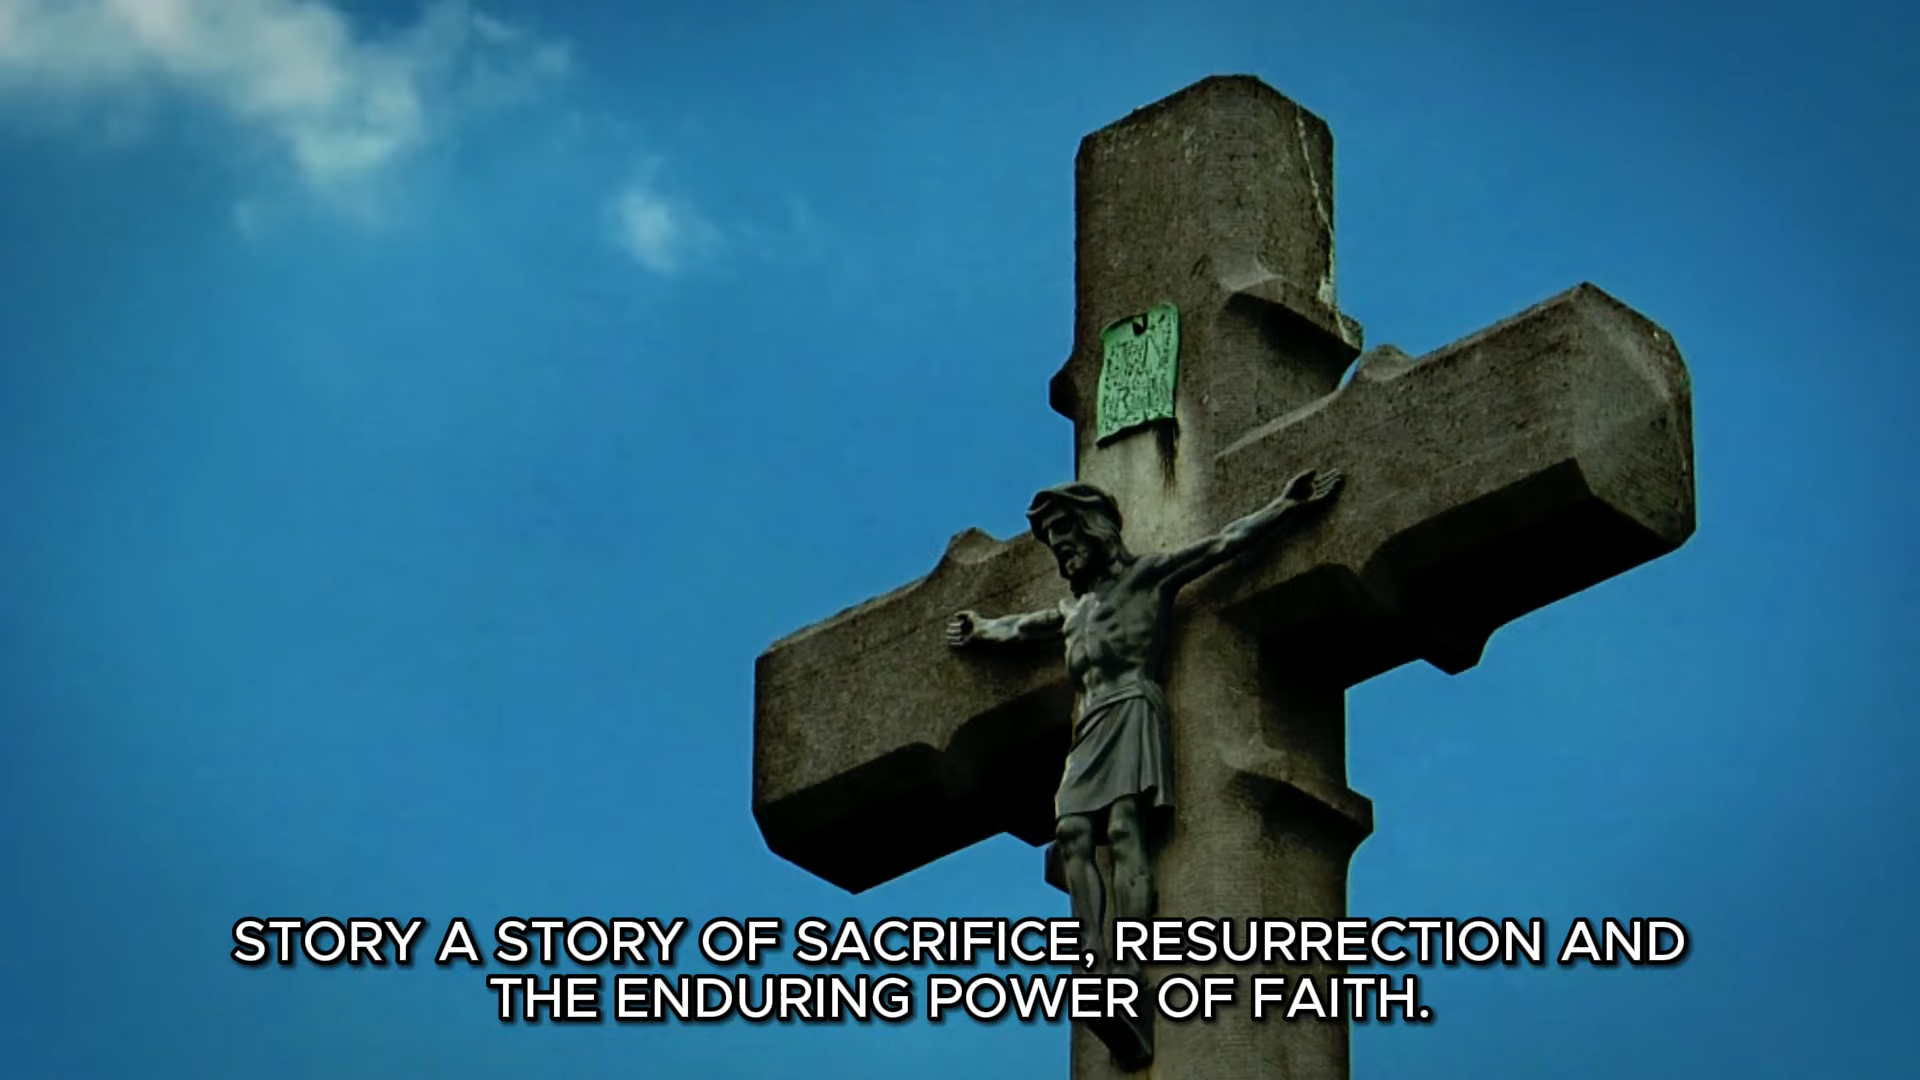 STORY A STORY OF SACRIFICE, RESURRECTION AND
THE ENDURING POWER OF FAITH.